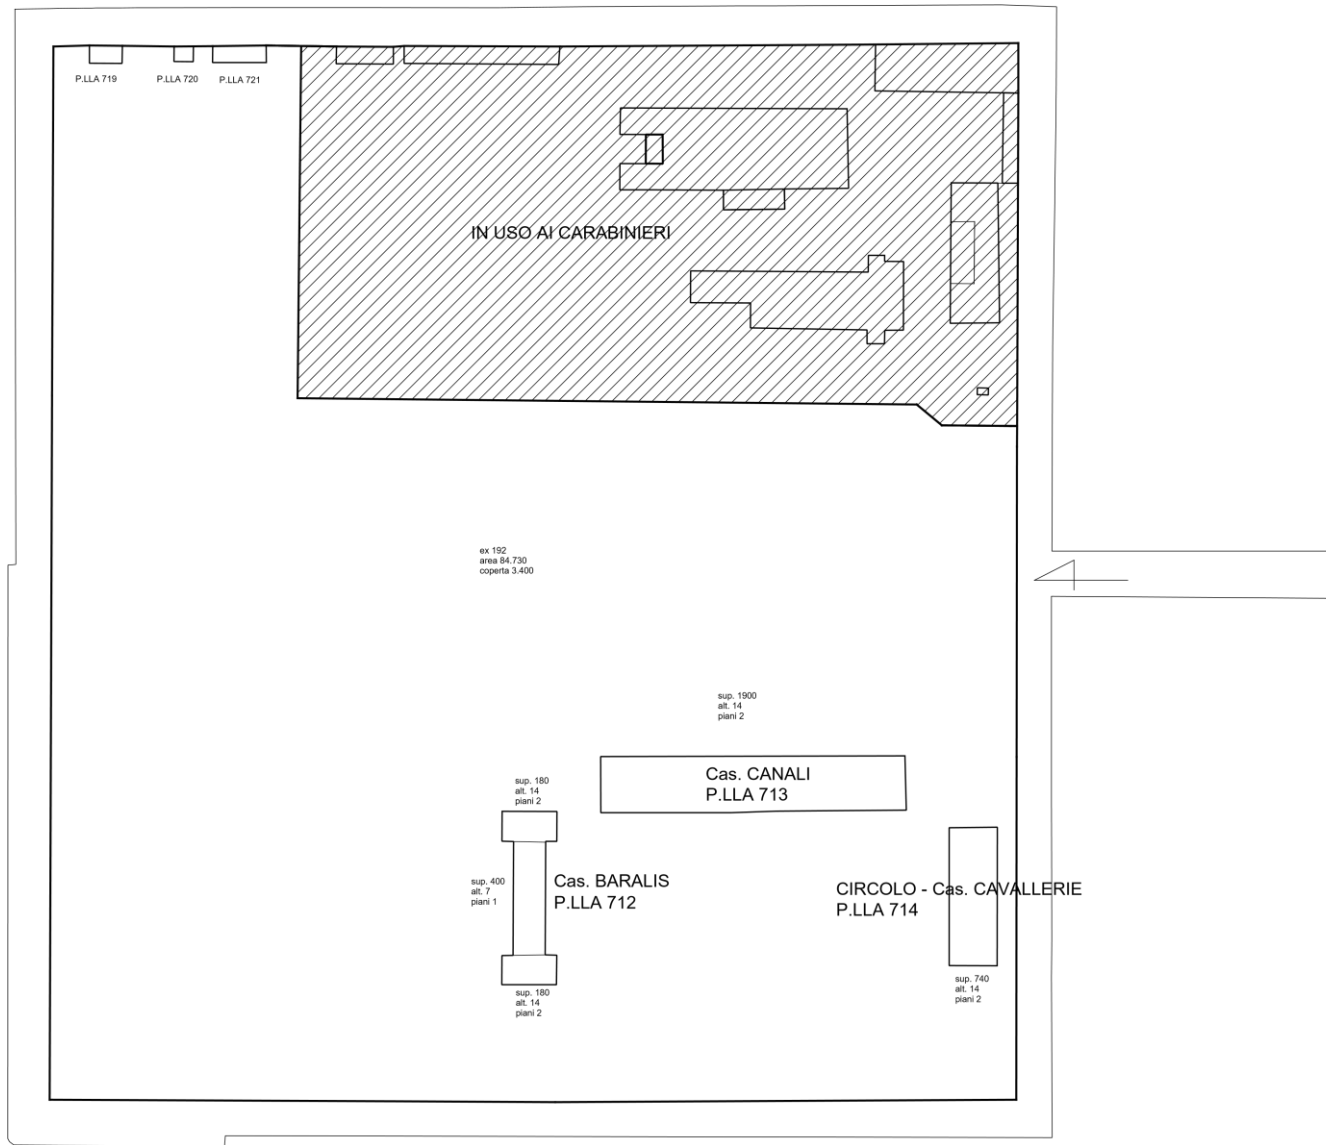 P.LLA 719
P.LLA 720
P.LLA 721
IN USO AI CARABINIERI
ex 192
area 84.730
coperta 3.400
sup. 1900
alt. 14
piani 2
Cas. CANALI
P.LLA 713
sup. 180
alt. 14
piani 2
sup. 400
alt. 7
piani 1
Cas. BARALIS
P.LLA 712
CIRCOLO - Cas. CAVALLERIE
P.LLA 714
sup. 740
alt. 14
piani 2
sup. 180
alt. 14
piani 2